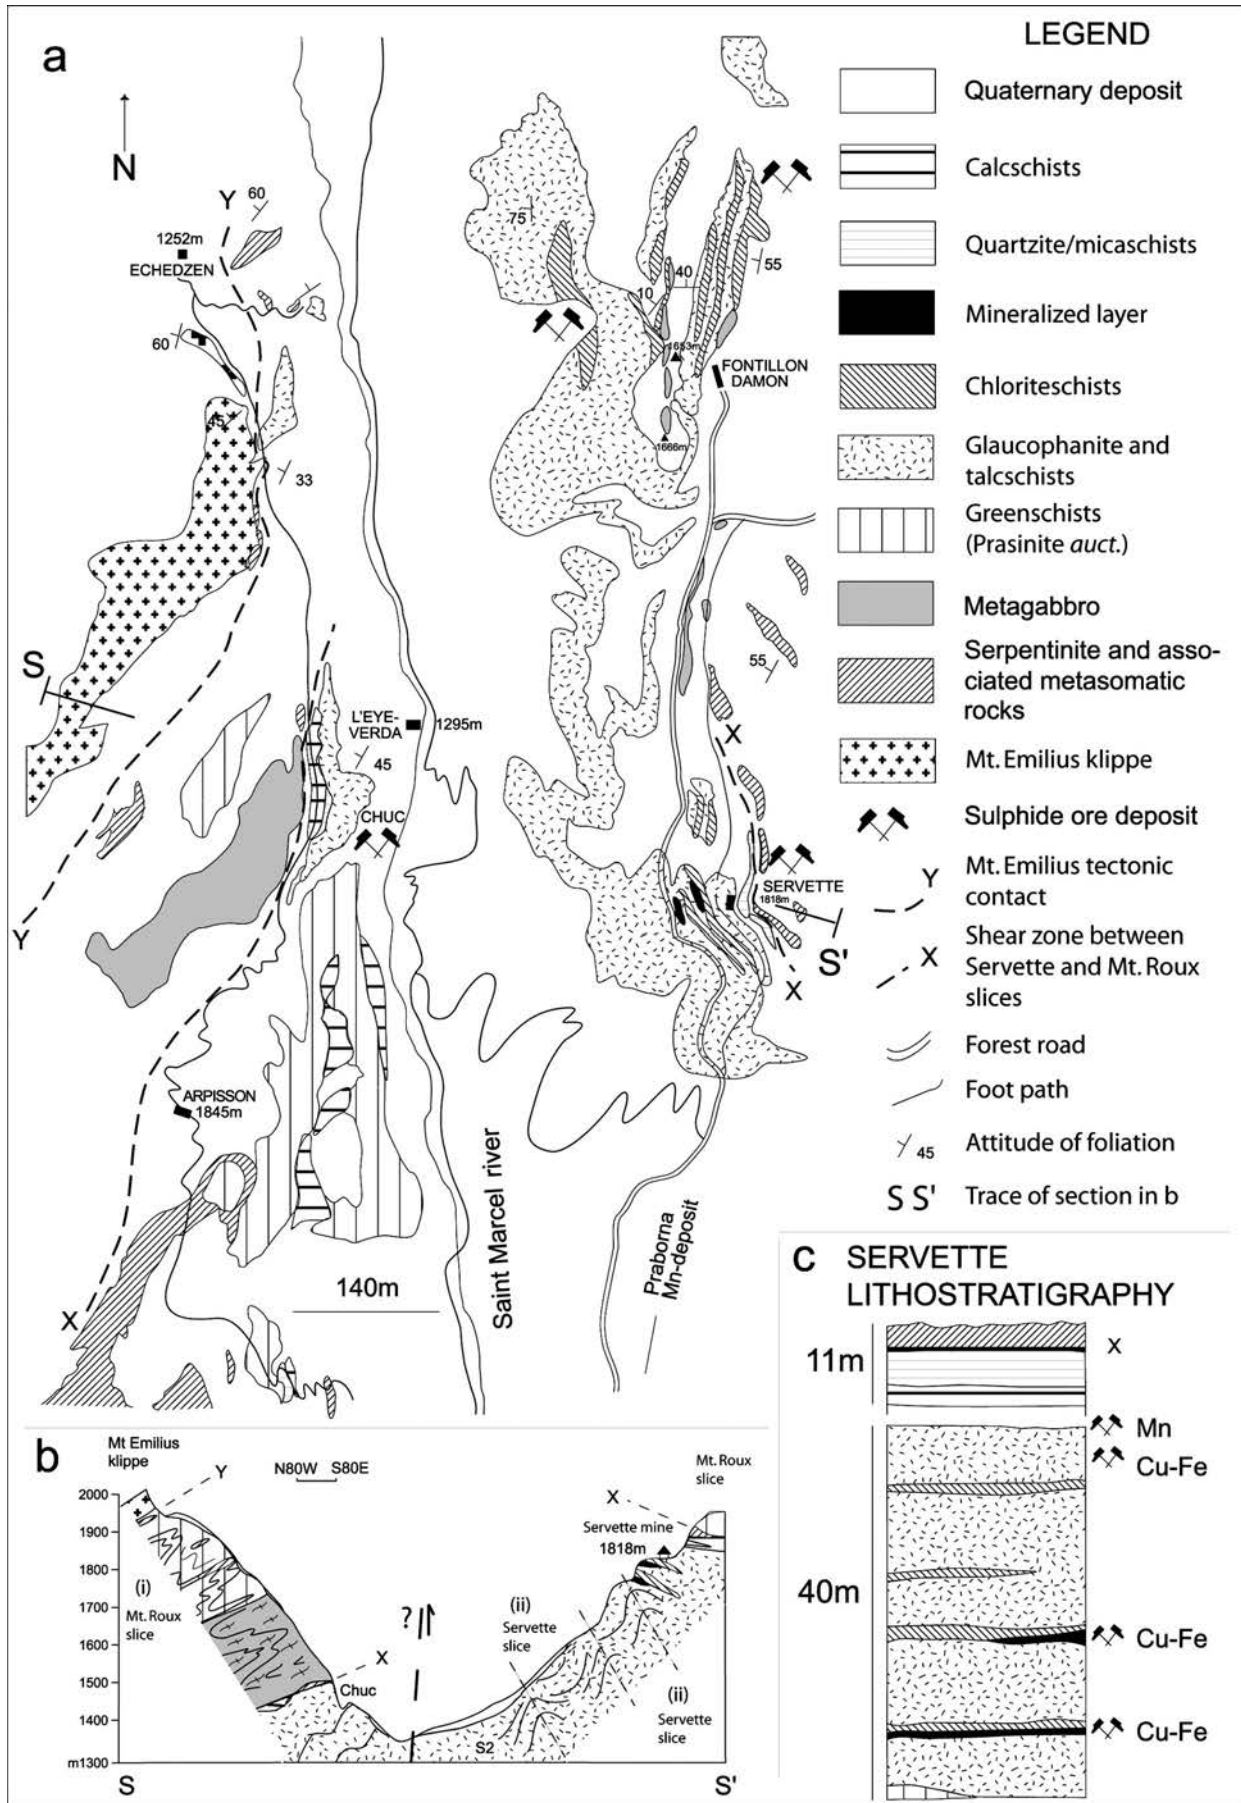 a
N
Y
60
1252m
ECHEDZEN
60
45
33
S
L'EYE-
VERDA
1295m
45
CHUC
Y
ARPISSON
1845m
X
140m
Saint Marcel river
75
10
40
55
1653m
FONTILLON
DAMON
1666m
55
X
SERVETTE
1818m
S'
X
Praborna
Mn-deposit
LEGEND
Quaternary deposit
Calcschists
Quartzite/micaschists
Mineralized layer
Chloriteschists
Glaucophanite and
talcschists
Greenschists
(Prasinite auct.)
Metagabbro
Serpentinite and asso-
ciated metasomatic
rocks
Mt. Emilius klippe
Sulphide ore deposit
Y
Mt. Emilius tectonic
contact
X
Shear zone between
Servette and Mt. Roux
slices
Forest road
Foot path
45
Attitude of foliation
S S' Trace of section in b
b
Mt Emilius
klippe
Y
N80W S80E
Mt. Roux
slice
X
Servette mine
1818m
2000
1900
1800
1700
1600
1500
1400
m1300
(i)
Mt. Roux
slice
?
(ii)
Servette
slice
X
Chuc
(ii)
Servette
slice
S2
S
S'
c SERVETTE
LITHOSTRATIGRAPHY
11m
X
Mn
Cu-Fe
40m
Cu-Fe
Cu-Fe